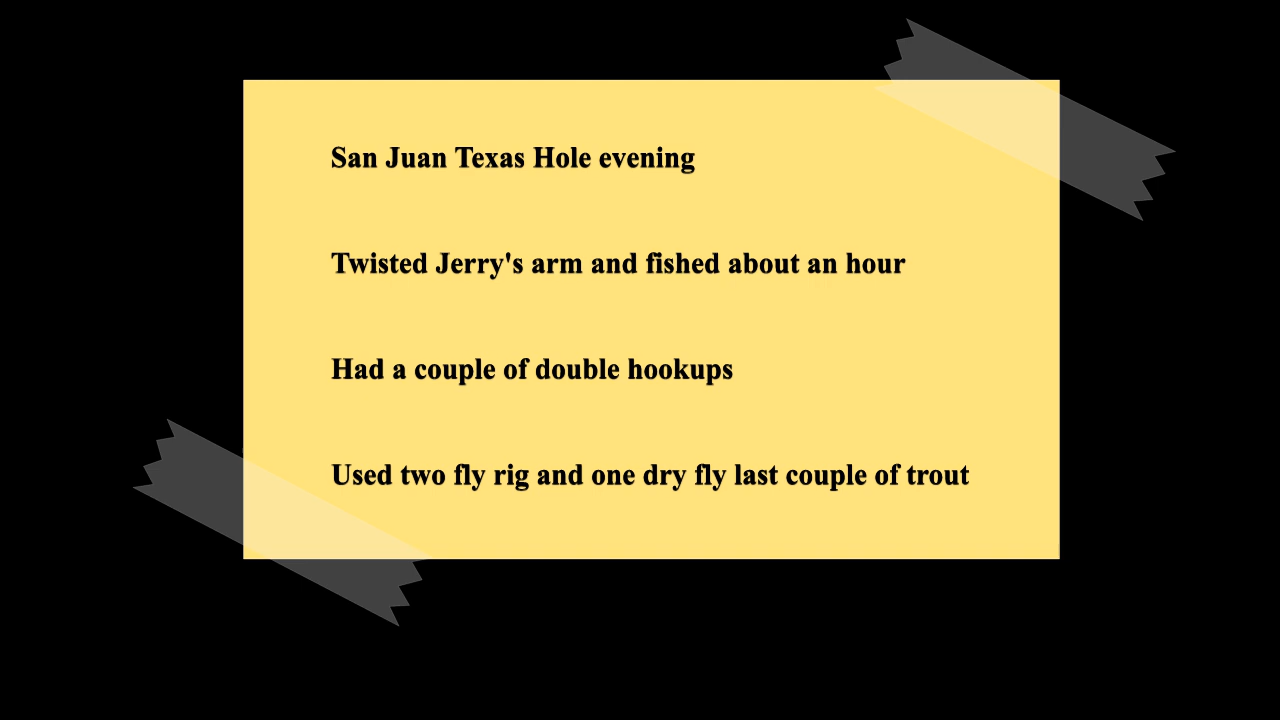 San Juan Texas Hole evening
Twisted Jerry's arm and fished about an hour
Had a couple of double hookups
Used two fly rig and one dry fly last couple of trout